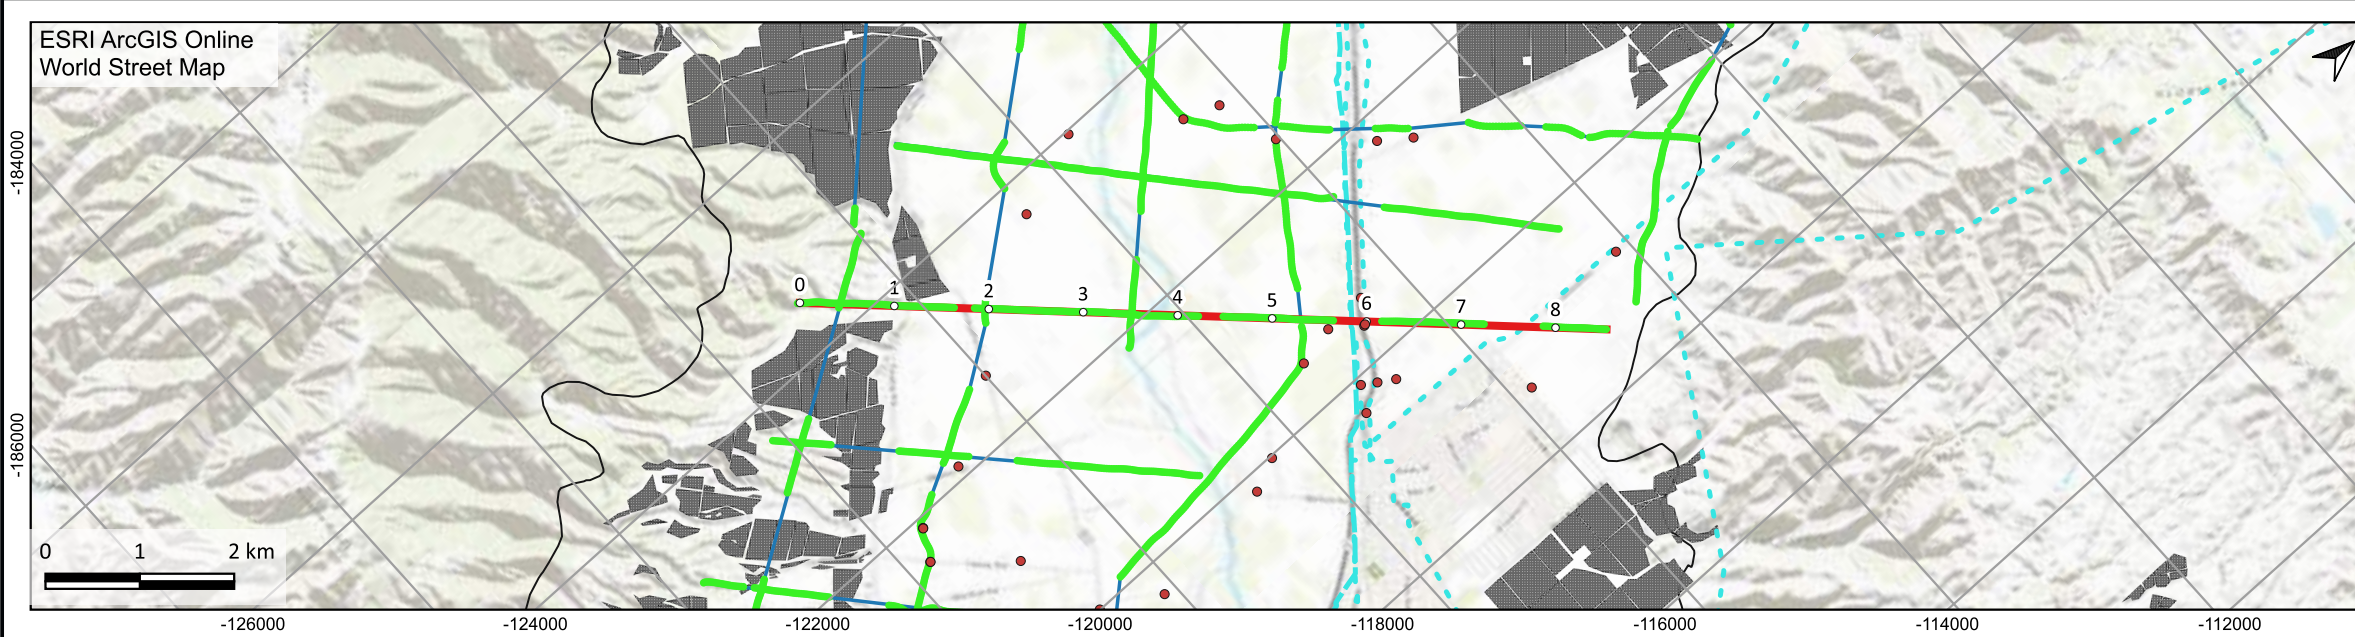 ESRI ArcGIS Online
World Street Map
-184000
-186000
0 1 2 3 4 5 6 7 8
0 1 2 km
-126000 -124000 -122000 -120000 -118000 -116000 -114000 -112000